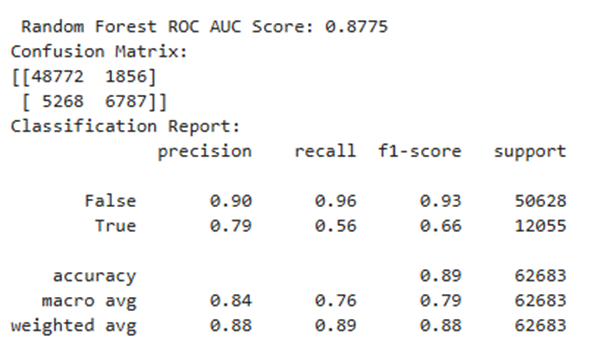 Random Forest ROC AUC Score: 0.8775
Confusion Matrix:
[[48772  1856]
 [ 5268  6787]]
Classification Report:
              precision    recall  f1-score   support

       False       0.90      0.96      0.93     50628
        True       0.79      0.56      0.66     12055

    accuracy                           0.89     62683
   macro avg       0.84      0.76      0.79     62683
weighted avg       0.88      0.89      0.88     62683